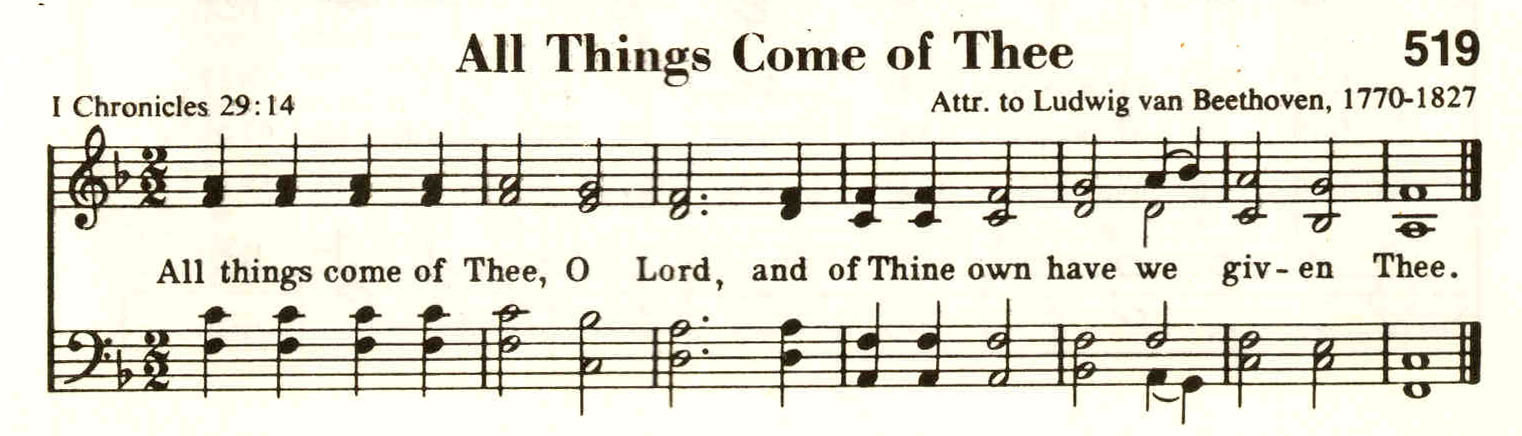 All Things Come of Thee 519
I Chronicles 29:14 Attr. to Ludwig van Beethoven, 1770-1827
All things come of Thee, O Lord, and of Thine own have we giv-en Thee.